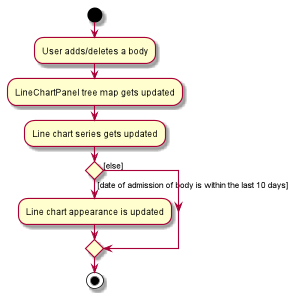 User adds/deletes a body
LineChartPanel tree map gets updated
Line chart series gets updated
[else]
[date of admission of body is within the last 10 days]
Line chart appearance is updated